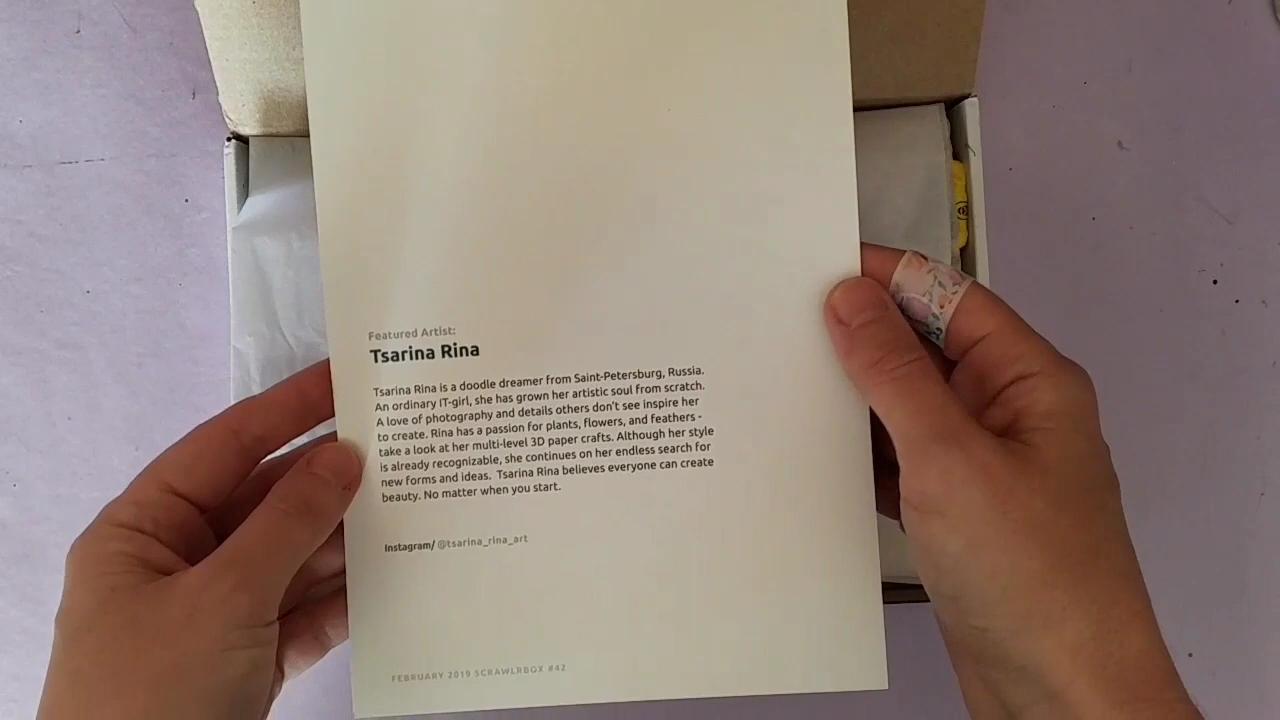 Featured Artist:
Tsarina Rina
Tsarina Rina is a doodle dreamer from Saint-Petersburg, Russia.
An ordinary IT-girl, she has grown her artistic soul from scratch.
A love of photography and details others don't see inspire her
to create. Rina has a passion for plants, flowers, and feathers -
take a look at her multi-level 3D paper crafts. Although her style
is already recognizable, she continues on her endless search for
new forms and ideas. Tsarina Rina believes everyone can create
beauty. No matter when you start.
Instagram/ @tsarina_rina_art
FEBRUARY 2019 SCRAWLRBOX #42